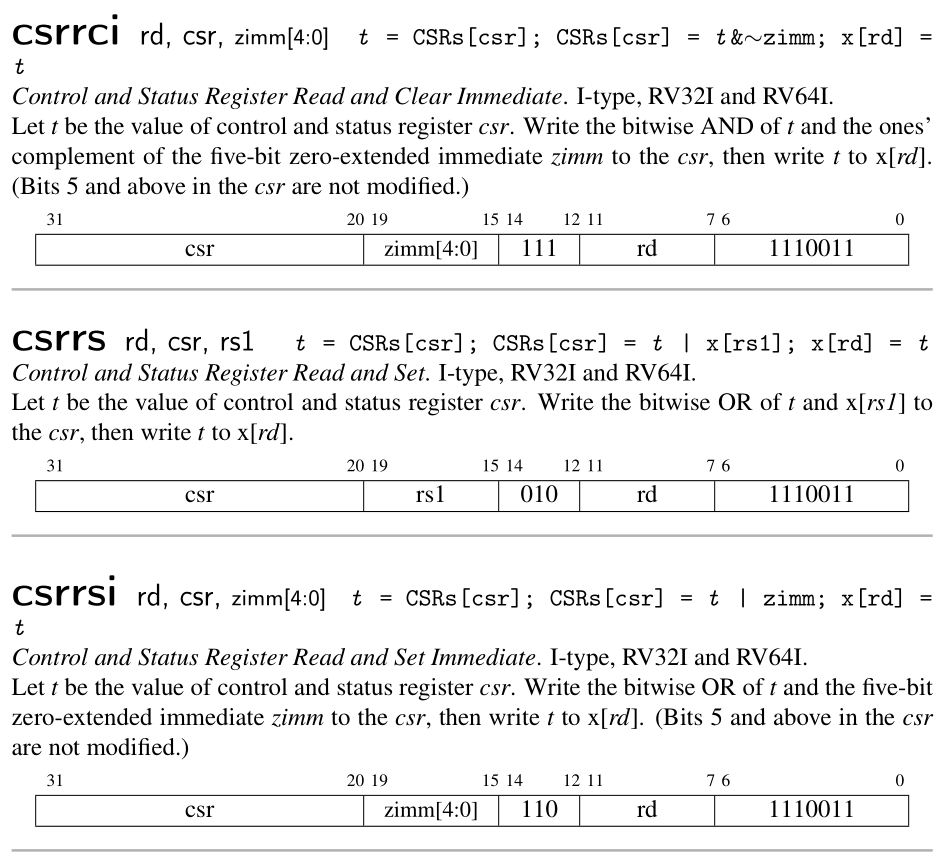 csrrci rd, csr, zimm[4:0] t = CSRs[csr]; CSRs[csr] = t&∼zimm; x[rd] =
t
Control and Status Register Read and Clear Immediate. I-type, RV32I and RV64I.
Let t be the value of control and status register csr. Write the bitwise AND of t and the ones’
complement of the five-bit zero-extended immediate zimm to the csr, then write t to x[rd].
(Bits 5 and above in the csr are not modified.)
31 20 19 15 14 12 11 7 6 0
csr zimm[4:0] 111 rd 1110011
csrrs rd, csr, rs1 t = CSRs[csr]; CSRs[csr] = t | x[rs1]; x[rd] = t
Control and Status Register Read and Set. I-type, RV32I and RV64I.
Let t be the value of control and status register csr. Write the bitwise OR of t and x[rs1] to
the csr, then write t to x[rd].
31 20 19 15 14 12 11 7 6 0
csr rs1 010 rd 1110011
csrrsi rd, csr, zimm[4:0] t = CSRs[csr]; CSRs[csr] = t | zimm; x[rd] =
t
Control and Status Register Read and Set Immediate. I-type, RV32I and RV64I.
Let t be the value of control and status register csr. Write the bitwise OR of t and the five-bit
zero-extended immediate zimm to the csr, then write t to x[rd]. (Bits 5 and above in the csr
are not modified.)
31 20 19 15 14 12 11 7 6 0
csr zimm[4:0] 110 rd 1110011